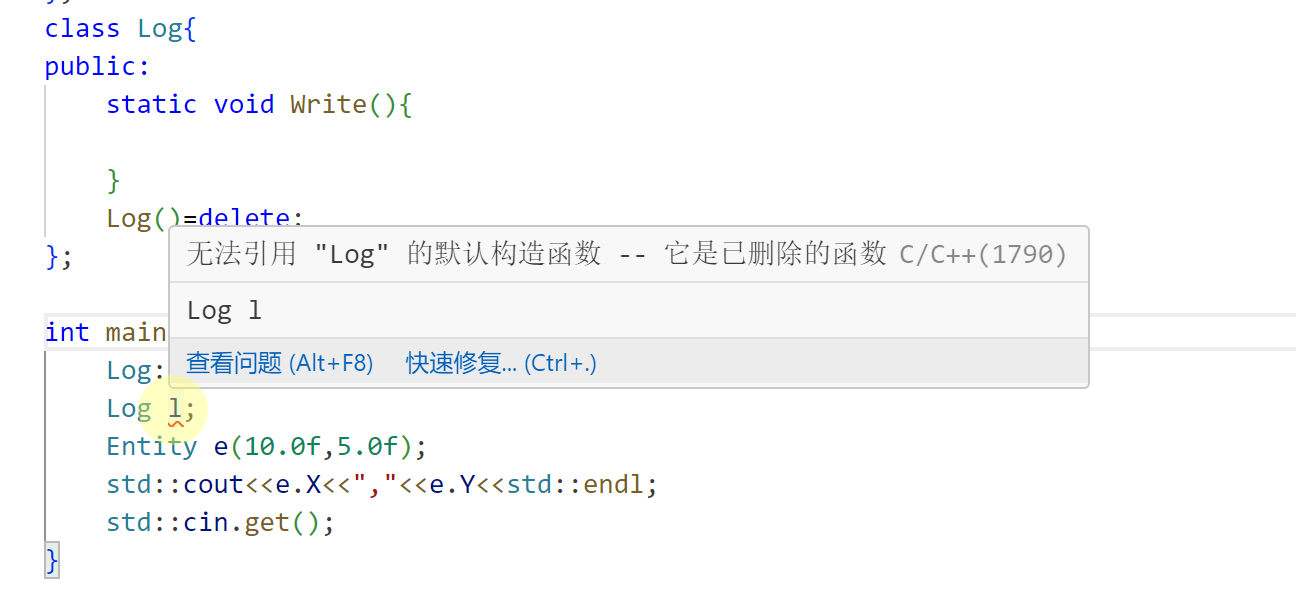 class Log{
public:
static void Write(){
}
Log()=delete;
};
无法引用 "Log" 的默认构造函数 -- 它是已删除的函数 C/C++(1790)
Log l
查看问题 (Alt+F8) 快速修复... (Ctrl+.)
int main
Log:
Log l;
Entity e(10.0f,5.0f);
std::cout<<e.X<<","<<e.Y<<std::endl;
std::cin.get();
}